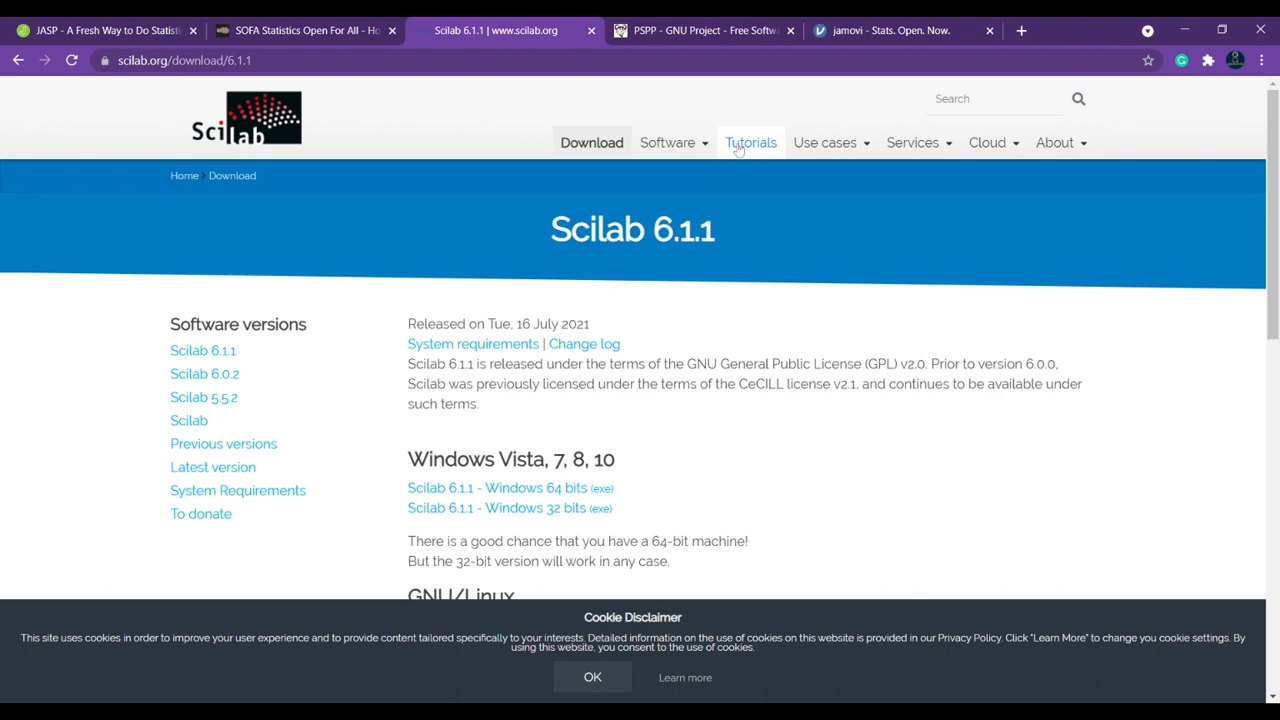 JASP - A Fresh Way to Do Statisti
SOFA Statistics Open For All - Ho
Scilab 6.1.1 | www.scilab.org
PSPP - GNU Project - Free Softwa
jamovi - Stats. Open. Now.
scilab.org/download/6.1.1
Scilab
Search
Download Software Tutorials Use cases Services Cloud About
Home Download
Scilab 6.1.1
Software versions
Scilab 6.1.1
Scilab 6.0.2
Scilab 5.5.2
Scilab
Previous versions
Latest version
System Requirements
To donate
Released on Tue, 16 July 2021
System requirements | Change log
Scilab 6.1.1 is released under the terms of the GNU General Public License (GPL) v2.0. Prior to version 6.0.0,
Scilab was previously licensed under the terms of the CeCILL license v2.1, and continues to be available under
such terms.
Windows Vista, 7, 8, 10
Scilab 6.1.1 - Windows 64 bits (exe)
Scilab 6.1.1 - Windows 32 bits (exe)
There is a good chance that you have a 64-bit machine!
But the 32-bit version will work in any case.
GNU/Linux
Cookie Disclaimer
This site uses cookies in order to improve your user experience and to provide content tailored specifically to your interests. Detailed information on the use of cookies on this website is provided in our Privacy Policy. Click "Learn More" to change you cookie settings. By
using this website, you consent to the use of cookies.
OK
Learn more